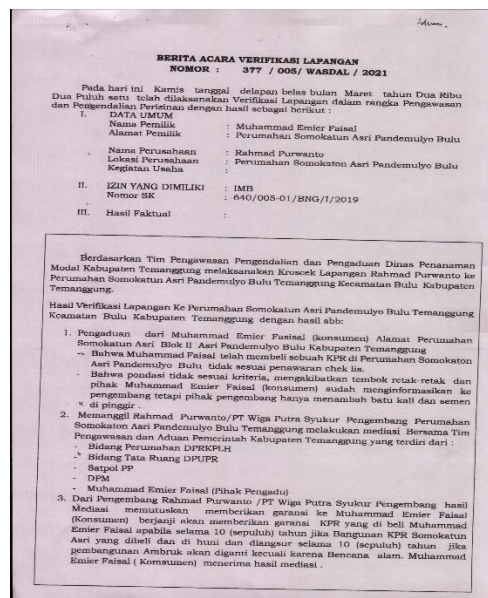 BERITA ACARA VERIFIKASI LAPANGAN
NOMOR : 377 / 005/ WASDAL / 2021
Pada hari ini Kamis tanggal delapan belas bulan Maret tahun Dua Ribu
Dua Puluh satu telah dilaksanakan Verifikasi Lapangan dalam rangka Pengawasan
dan Pengendalian Perizinan dengan hasil sebagai berikut :
I. DATA UMUM
Nama Pemilik : Muhammad Emier Faisal
Alamat Pemilik : Perumahan Somokatun Asri Pandemulyo Bulu
Nama Perusahaan : Rahmad Purwanto
Lokasi Perusahaan : Perumahan Somokaton Asri Pandemulyo Bulu
Kegiatan Usaha :
II. IZIN YANG DIMILIKI : IMB
Nomor SK : 640/005-01/BNG/I/2019
III. Hasil Faktual :
Berdasarkan Tim Pengawasan Pengendalian dan Pengaduan Dinas Penanaman
Modal Kabupaten Temanggung melaksanakan Kroscek Lapangan Rahmad Purwanto ke
Perumahan Somokatun Asri Pandemulyo Bulu Temanggung Kecamatan Bulu Kabupaten
Temanggung.
Hasil Verifikasi Lapangan Ke Perumahan Somokatun Asri Pandemulyo Bulu Temanggung
Kcamatan Bulu Kabupaten Temanggung dengan hasil sbb:
1. Pengaduan dari Muhammad Emier Fasisal (konsumen) Alamat Perumahan
Somokatun Asri Blok II Asri Pandemulyo Bulu Kabupaten Temanggung
- Bahwa Muhammad Faisal telah membeli sebuah KPR di Perumahan Somokaton
Asri Pandemulyo Bulu tidak sesuai penawaran chek lis.
- Bahwa pondasi tidak sesuai kriteria, mengakibatkan tembok retak-retak dan
pihak Muhammad Emier Faisal (konsumen) sudah menginformasikan ke
pengembang tetapi pihak pengembang hanya menambah batu kali dan semen
di pinggir .
2. Memanggil Rahmad Purwanto/PT Wiga Putra Syukur Pengembang Perumahan
Somokaton Asri Pandemulyo Bulu Temanggung melakukan mediasi Bersama Tim
Pengawasan dan Aduan Pemerintah Kabupaten Temanggung yang terdiri dari :
- Bidang Perumahan DPRKPLH
- Bidang Tata Ruang DPUPR
- Satpol PP
- DPM
- Muhammad Emier Faisal (Pihak Pengadu)
3. Dari Pengembang Rahmad Purwanto /PT Wiga Putra Syukur Pengembang hasil
Mediasi memutuskan memberikan garansi ke Muhammad Emier Faisal
(Konsumen) berjanji akan memberikan garansi KPR yang di beli Muhammad
Emier Faisal apabila selama 10 (sepuluh) tahun jika Bangunan KPR Somokatun
Asri yang dibeli dan di huni dan diangsur selama 10 (sepuluh) tahun jika
pembangunan Ambruk akan diganti kecuali karena Bencana alam. Muhammad
Emier Faisal ( Komsumen) menerima hasil mediasi .